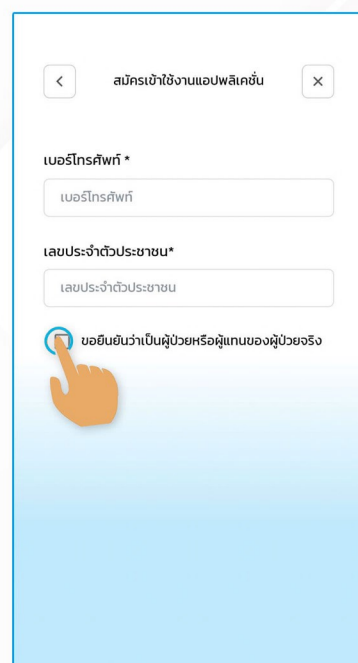 สมัครเข้าใช้งานแอปพลิเคชั่น
เบอร์โทรศัพท์ *
เบอร์โทรศัพท์
เลขประจำตัวประชาชน*
เลขประจำตัวประชาชน
ขอยืนยันว่าเป็นผู้ป่วยหรือผู้แทนของผู้ป่วยจริง